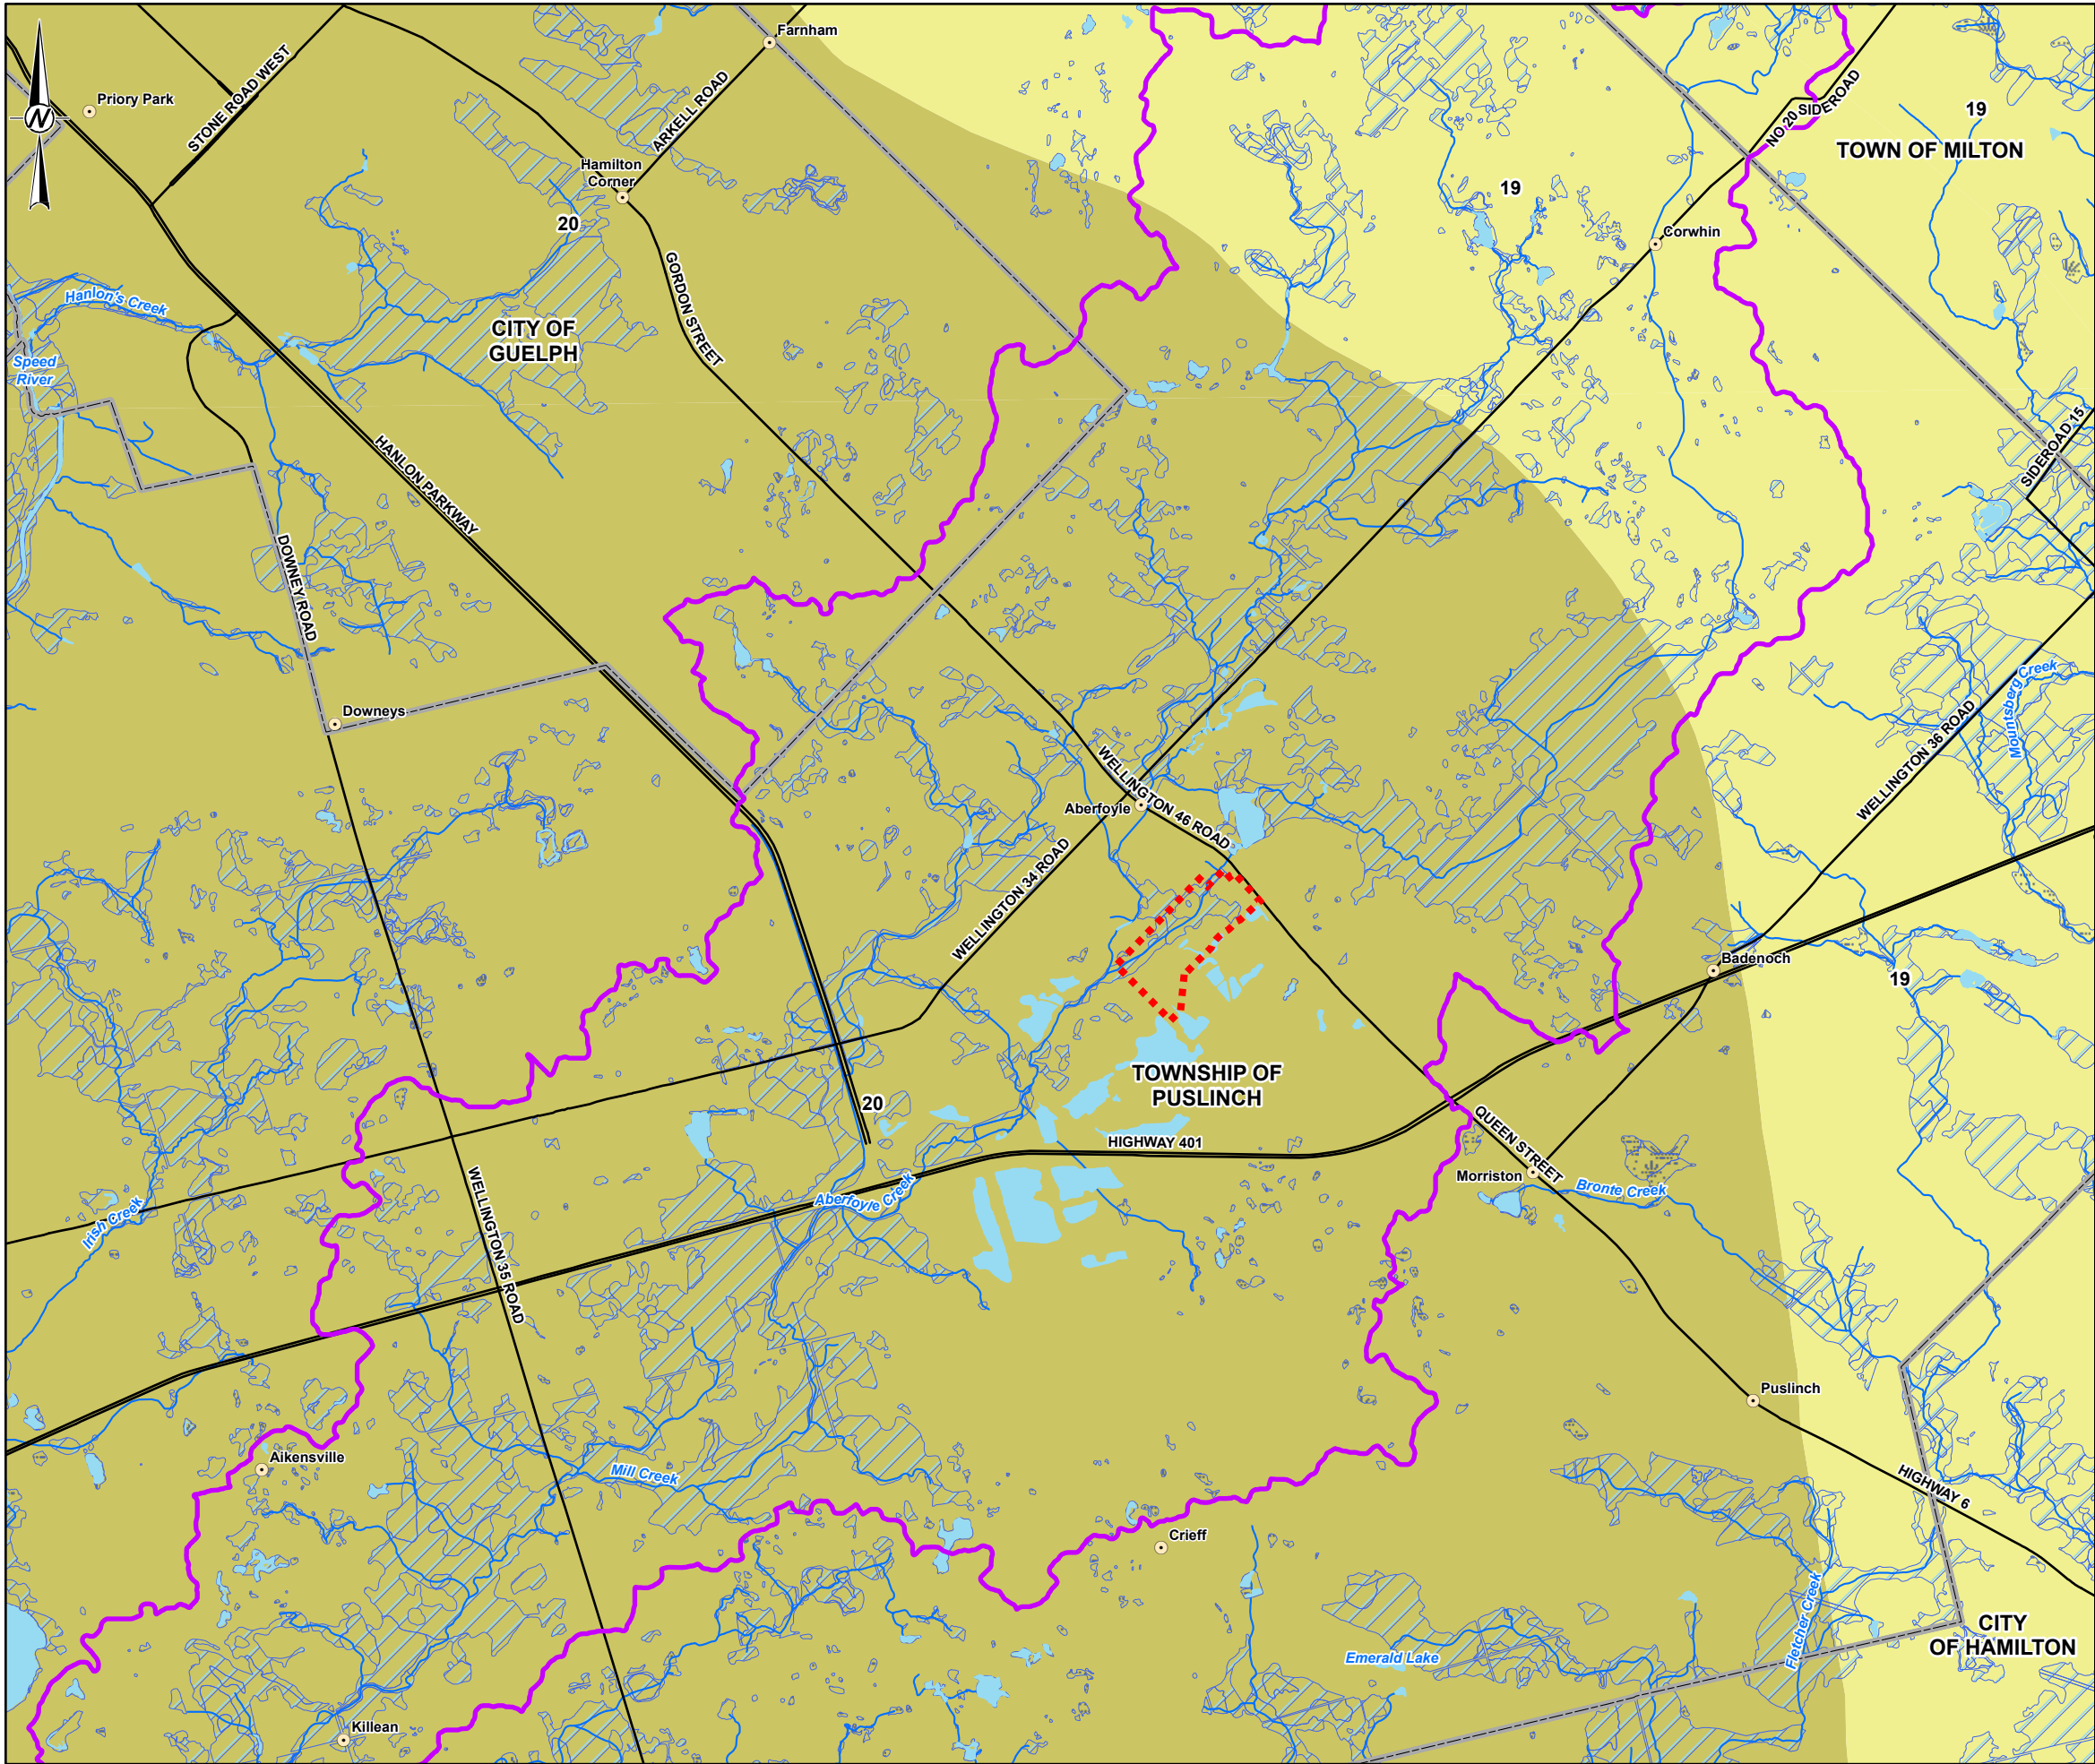 Farnham
STONE ROAD WEST
Priory Park
N
ARKELL ROAD
NO 20 SIDEROAD
19
TOWN OF MILTON
Hamilton
Corner
19
20
Corwhin
GORDON STREET
Hanlon's Creek
CITY OF
GUELPH
Speed
River
SIDEROAD 15
HANLON PARKWAY
DOWNEY ROAD
Mountsberg Creek
Downeys
WELLINGTON 36 ROAD
WELLINGTON 46 ROAD
Aberfoyle
WELLINGTON 34 ROAD
Badenoch
19
TOWNSHIP OF
PUSLINCH
20
HIGHWAY 401
QUEEN STREET
Morriston
Bronte Creek
Aberfoyle Creek
Irish Creek
WELLINGTON 35 ROAD
Puslinch
Aikensville
Mill Creek
HIGHWAY 6
Crieff
Fletcher Creek
CITY
OF HAMILTON
Emerald Lake
Killean